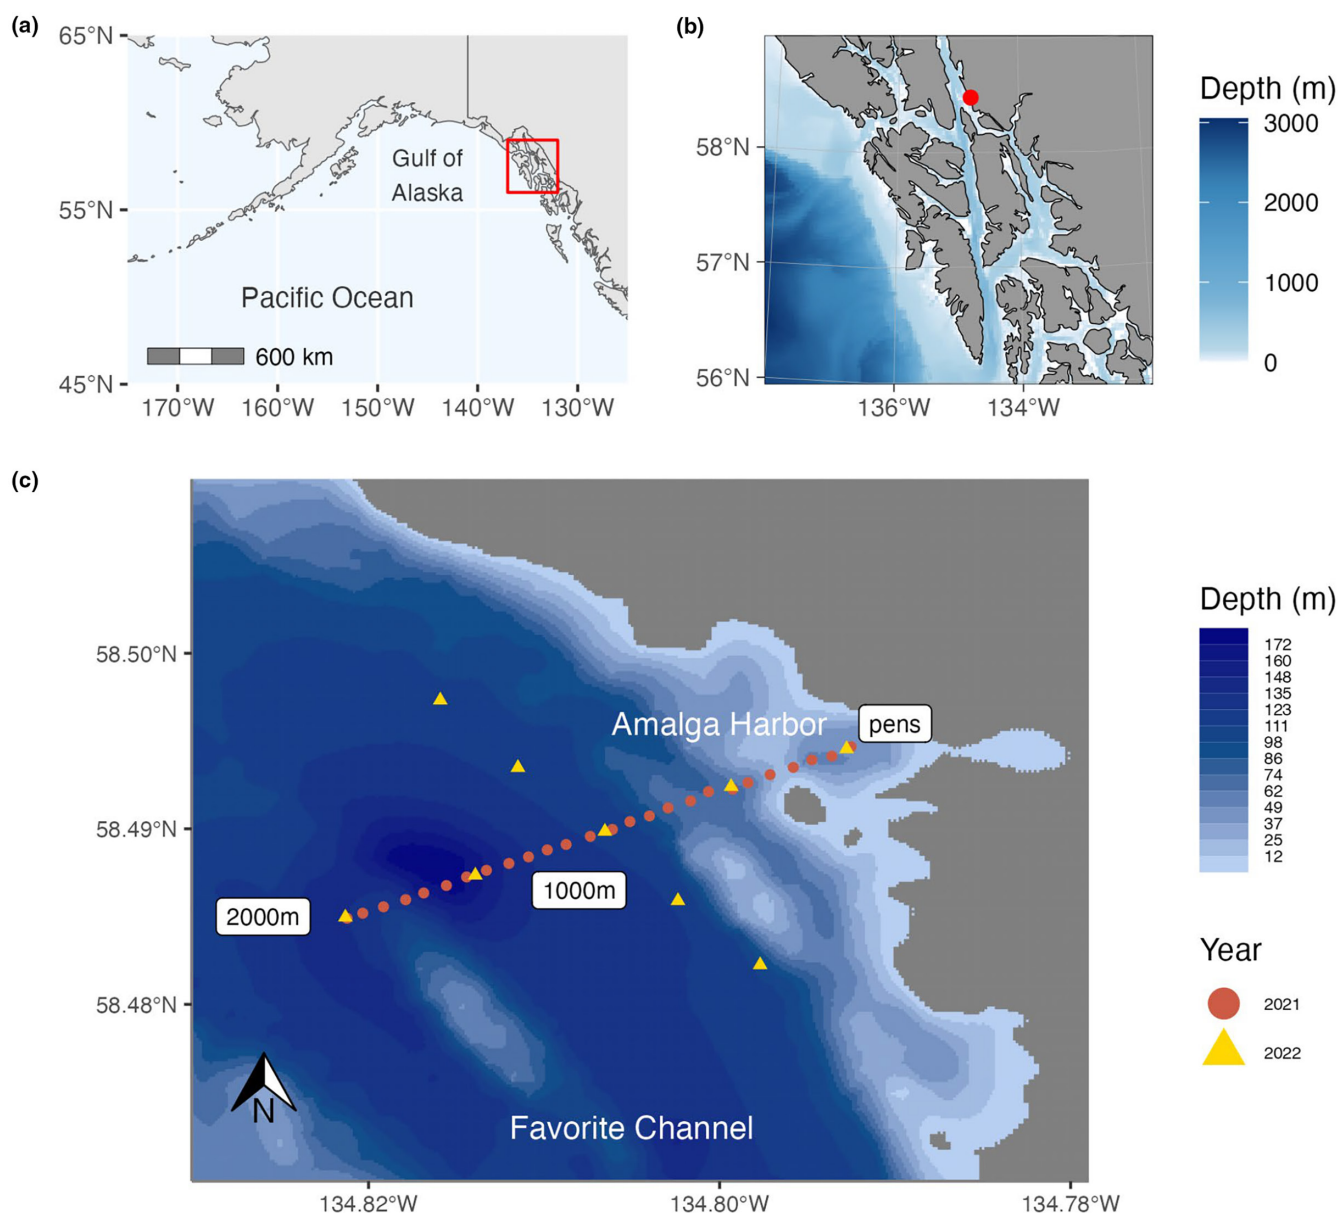 (a)
65°N
55°N
45°N
Gulf of
Alaska
Pacific Ocean
600 km
170°W
160°W
150°W
140°W
130°W
(b)
58°N
57°N
56°N
136°W
134°W
Depth (m)
3000
2000
1000
0
(c)
58.50°N
58.49°N
58.48°N
Amalga Harbor
pens
1000m
2000m
N
Favorite Channel
134.82°W
134.80°W
134.78°W
Depth (m)
172
160
148
135
123
111
98
86
74
62
49
37
25
12
Year
2021
2022